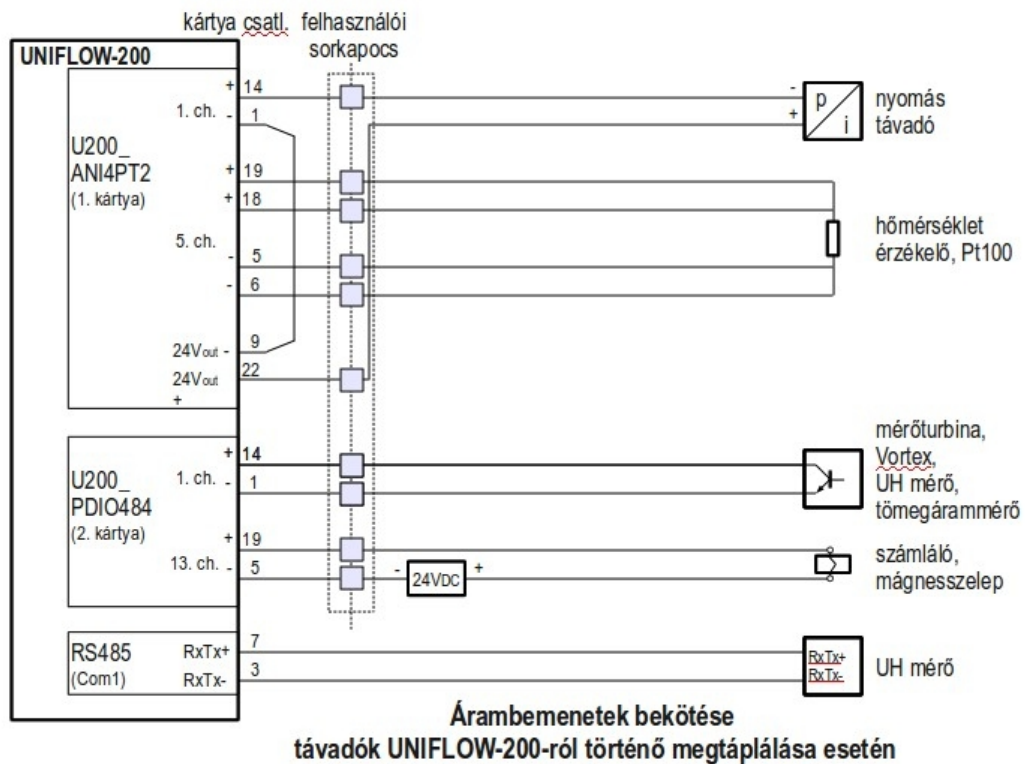 kártya csatl. felhasználói
sorkapocs
UNIFLOW-200
+ 14
1. ch. - 1
U200_
ANI4PT2
(1. kártya)
+ 19
+ 18
5. ch.
- 5
- 6
24Vout - 9
24Vout 22
+
- p
+ i
nyomás
távadó
hőmérséklet
érzékelő, Pt100
+ 14
1. ch. - 1
U200_
PDIO484
(2. kártya)
+ 19
13. ch. - 5
- 24VDC +
mérőturbina,
Vortex,
UH mérő,
tömegárammérő
számláló,
mágnesszelep
RS485
(Com1)
RxTx+ 7
RxTx- 3
RxTx+
RxTx-
UH mérő
Árambemenetek bekötése
távadók UNIFLOW-200-ról történő megtáplálása esetén